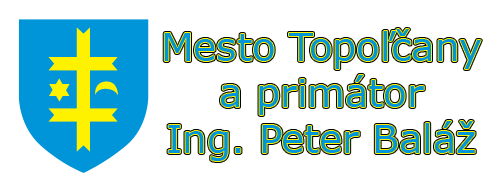 Mesto Topoľčany
a primátor
Ing. Peter Baláž